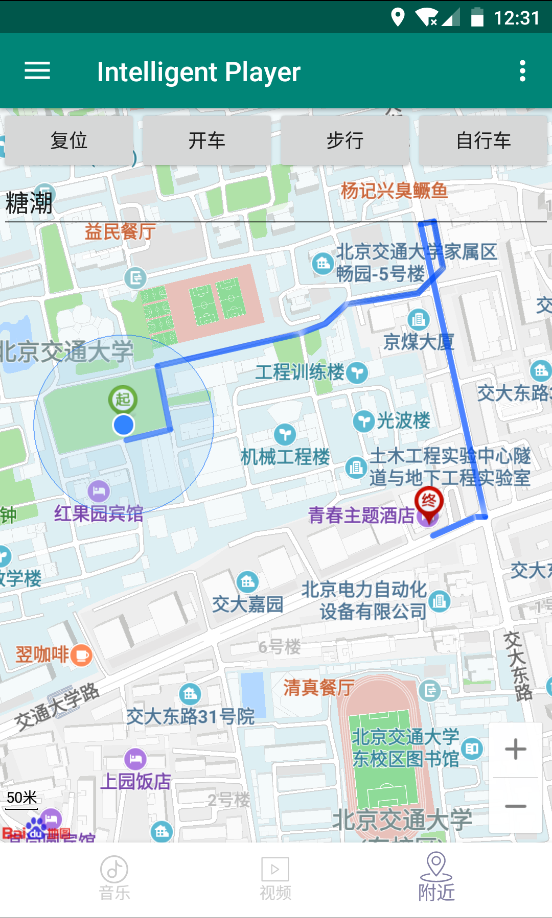 12:31
Intelligent Player
复位
开车
步行
自行车
糖潮
杨记兴臭鳜鱼
益民餐厅
北京交通大学家属区
畅园-5号楼
北京交通大学
京煤大厦
工程训练楼
交大东路3
起
光波楼
机械工程楼
土木工程实验中心隧
道与地下工程实验室
红果园宾馆
终
青春主题酒店
钟
学楼
交大嘉园
北京电力自动化
设备有限公司
交大东
6号楼
翌咖啡
清真餐厅
交大东路
交通大学路
交大东路31号院
北京交通大学
东校区图书馆
上园饭店
2号楼
50米
北京交通大学
+
−
音乐
视频
附近